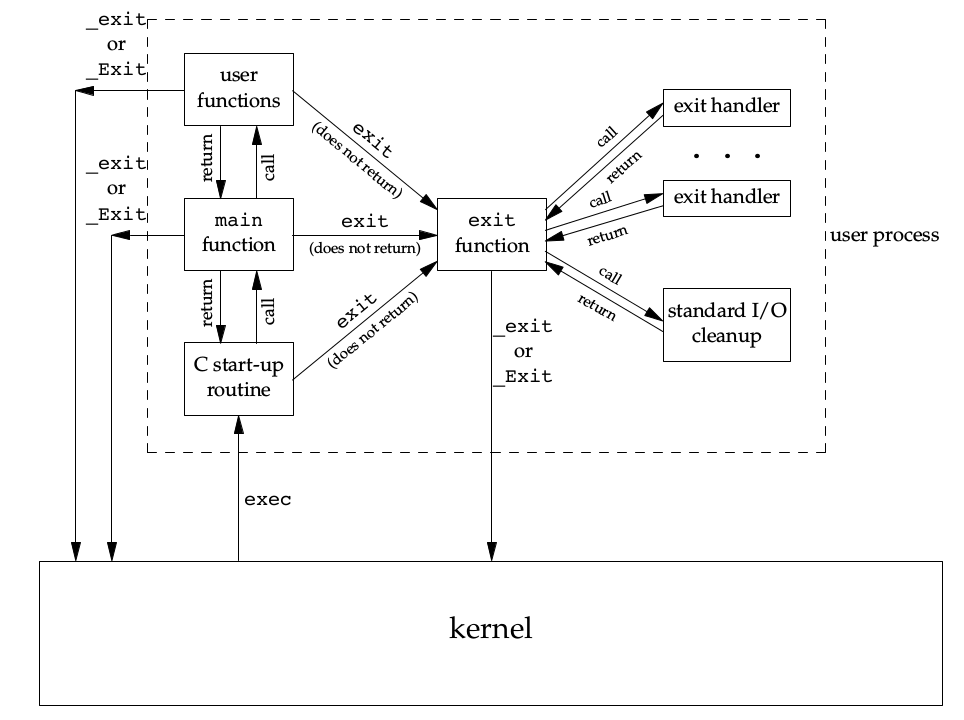 _exit
or
_Exit
user
functions
exit
(does not return)
call
return
exit handler
. . .
return
call
_exit
or
_Exit
main
function
exit
(does not return)
exit
function
call
return
exit handler
user process
return
call
exit
(does not return)
call
return
standard I/O
cleanup
C start-up
routine
_exit
or
_Exit
exec
kernel